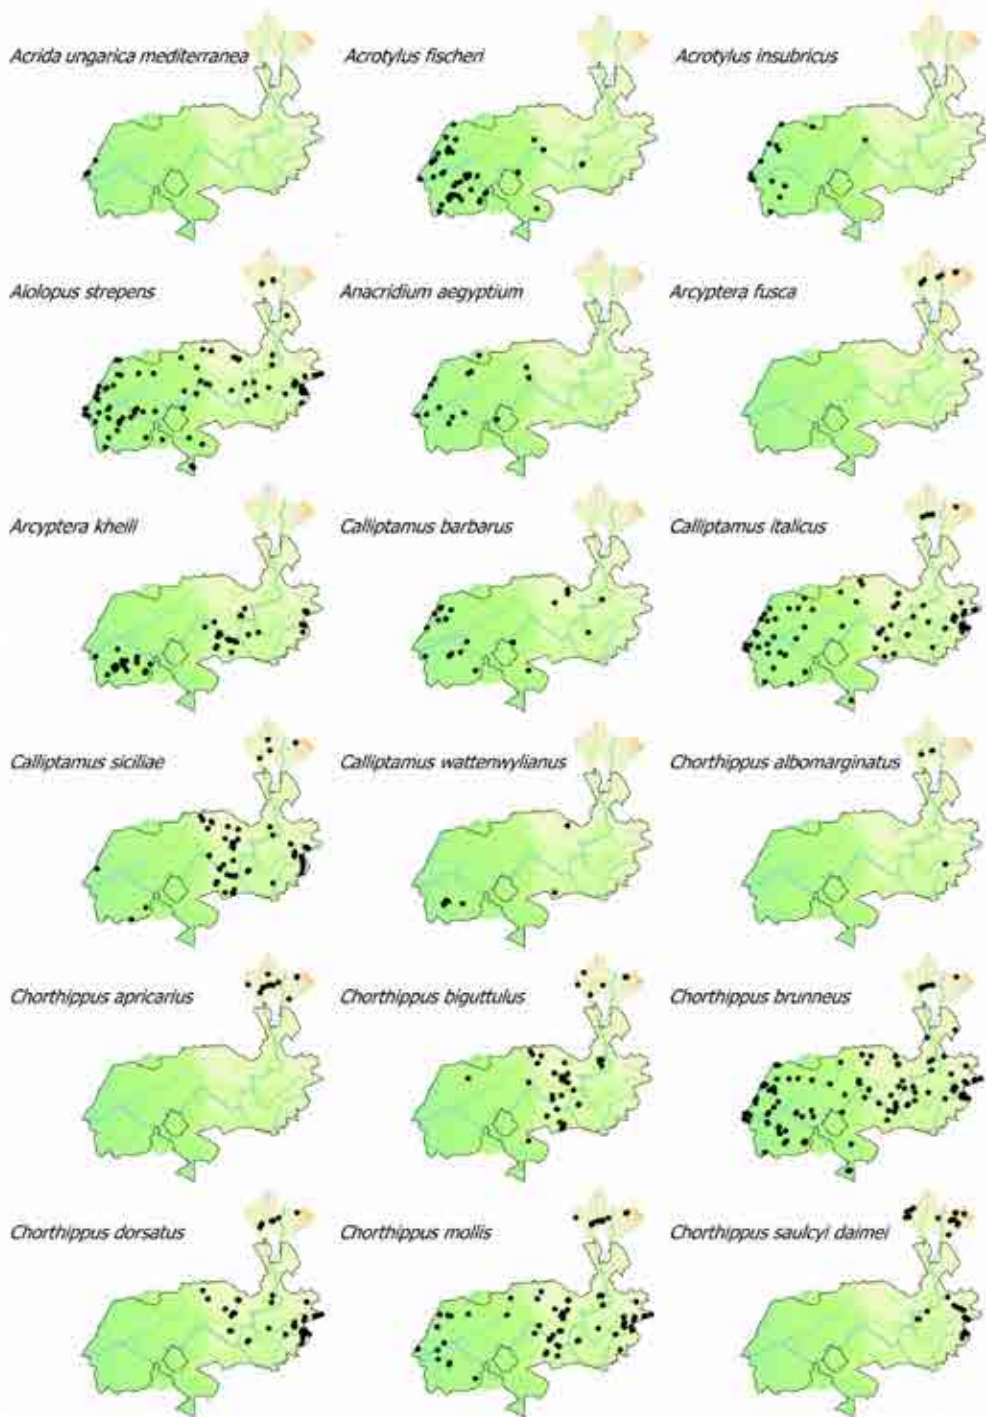 Acrida ungarica mediterranea
Acrotylus fischeri
Acrotylus insubricus
Aiolopus strepens
Anacridium aegyptium
Arcyptera fusca
Arcyptera kheili
Calliptamus barbarus
Calliptamus italicus
Calliptamus siciliae
Calliptamus wattenwylianus
Chorthippus albomarginatus
Chorthippus apricarius
Chorthippus biguttulus
Chorthippus brunneus
Chorthippus dorsatus
Chorthippus mollis
Chorthippus saulcyi daimei